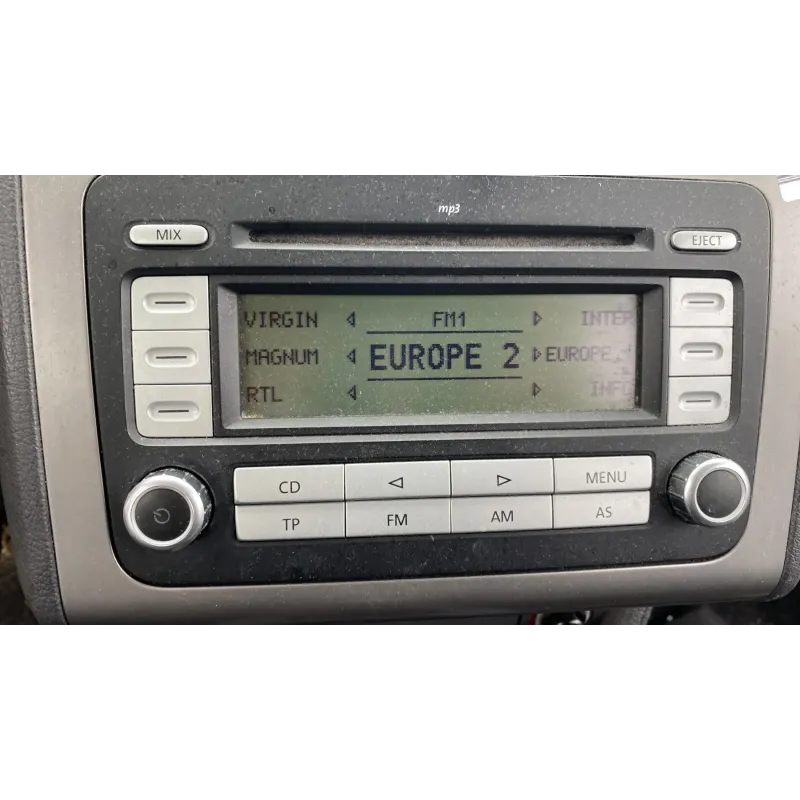 mp3
MIX
EJECT
VIRGIN FM1 INTER
MAGNUM EUROPE 2 EUROPE
RTL INFO
CD MENU
TP FM AM AS